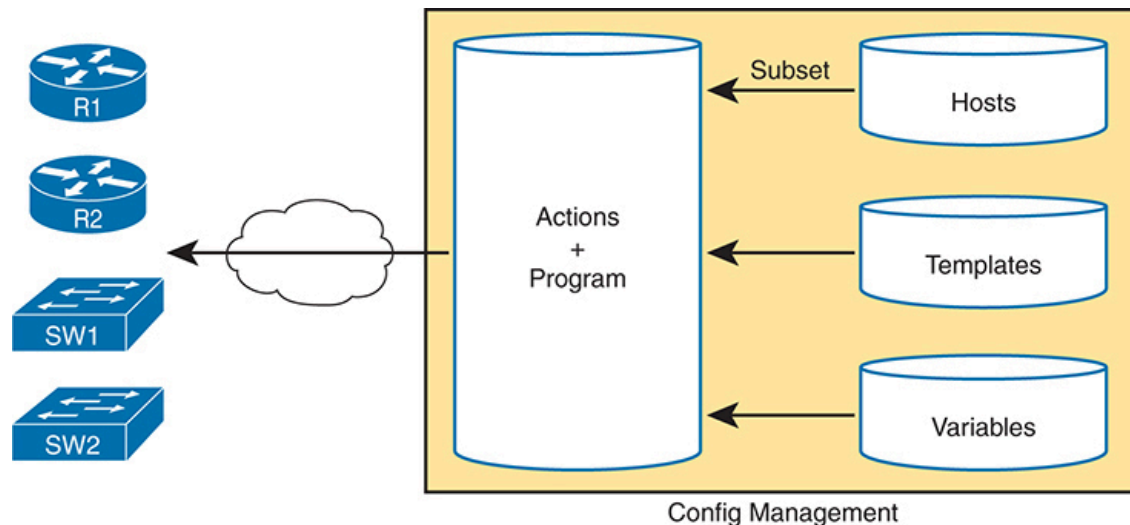 R1
R2
SW1
SW2
Actions
+
Program
Subset
Hosts
Templates
Variables
Config Management